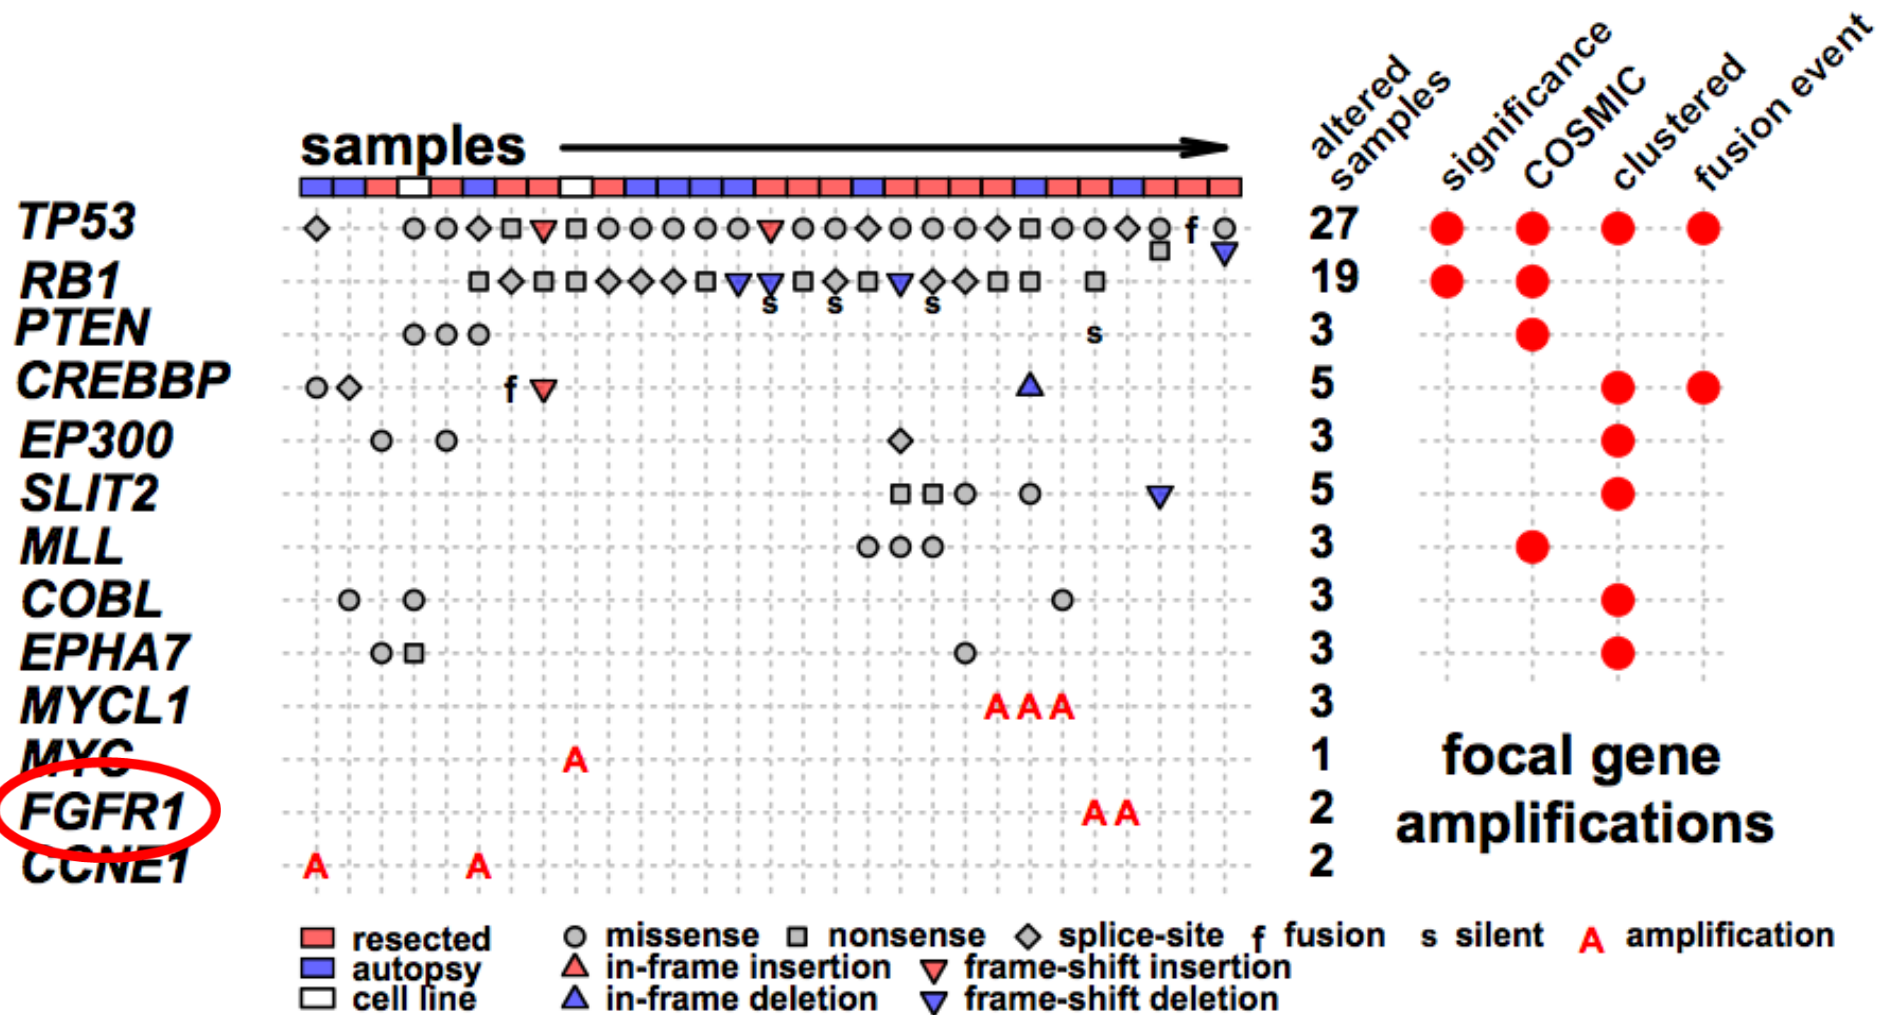 altered samples
significance
COSMIC
clustered
fusion event
samples
TP53 f 27
RB1 s s s 19
PTEN s 3
CREBBP f 5
EP300 3
SLIT2 5
MLL 3
COBL 3
EPHA7 3
MYCL1 A A A 3
MYC A 1
FGFR1 A A 2
CCNE1 A A 2
focal gene
amplifications
resected missense nonsense splice-site f fusion s silent A amplification
autopsy in-frame insertion frame-shift insertion
cell line in-frame deletion frame-shift deletion